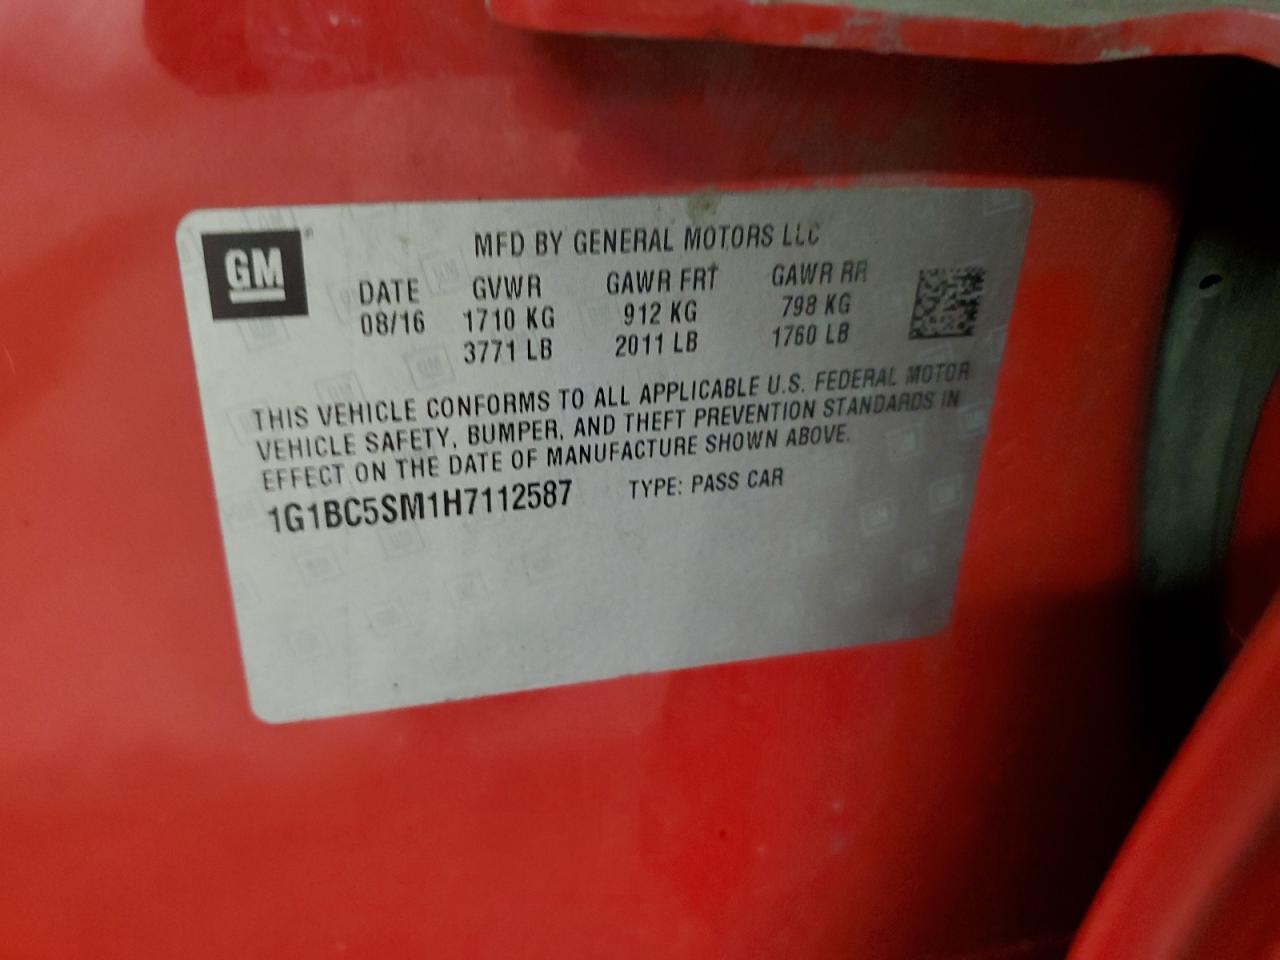 GM
MFD BY GENERAL MOTORS LLC
DATE GVWR GAWR FRT GAWR RR
08/16 1710 KG 912 KG 798 KG
3771 LB 2011 LB 1760 LB
THIS VEHICLE CONFORMS TO ALL APPLICABLE U.S. FEDERAL MOTOR
VEHICLE SAFETY, BUMPER, AND THEFT PREVENTION STANDARDS IN
EFFECT ON THE DATE OF MANUFACTURE SHOWN ABOVE.
1G1BC5SM1H7112587 TYPE: PASS CAR